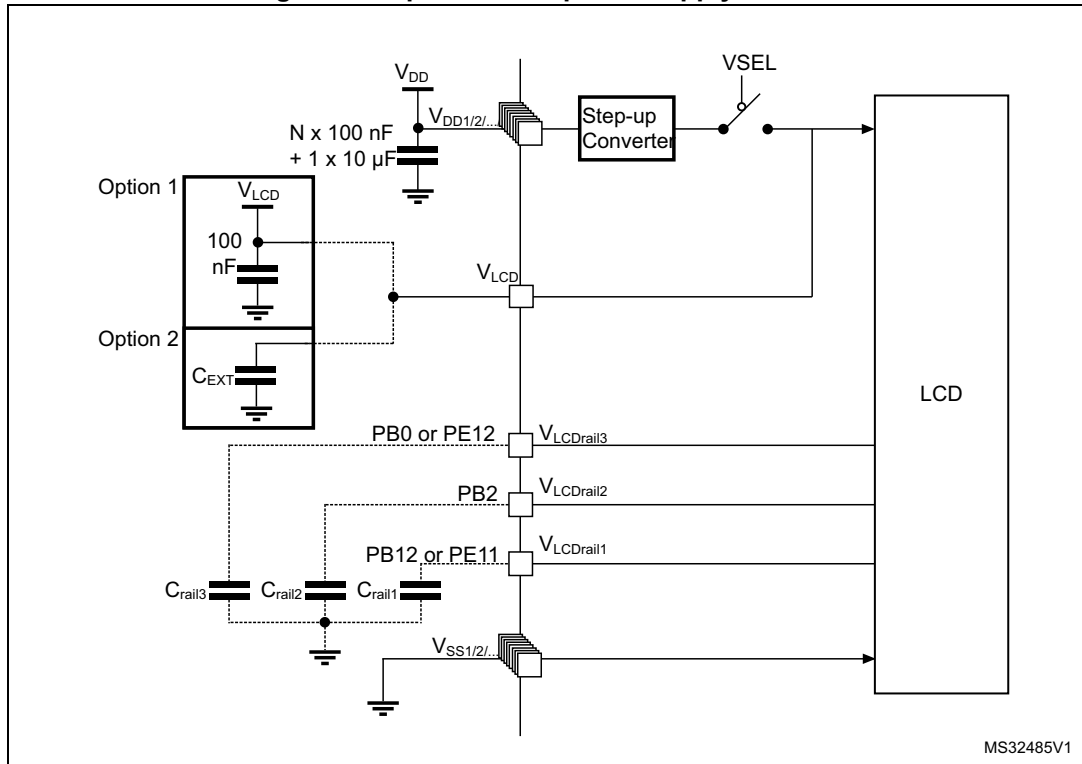 VSEL
VDD
VDD1/2/...
Step-up
Converter
N x 100 nF
+ 1 x 10 µF
Option 1
VLCD
100
nF
VLCD
Option 2
CEXT
LCD
PB0 or PE12
VLCDrail3
PB2
VLCDrail2
PB12 or PE11
VLCDrail1
Crail3
Crail2
Crail1
VSS1/2/...
MS32485V1